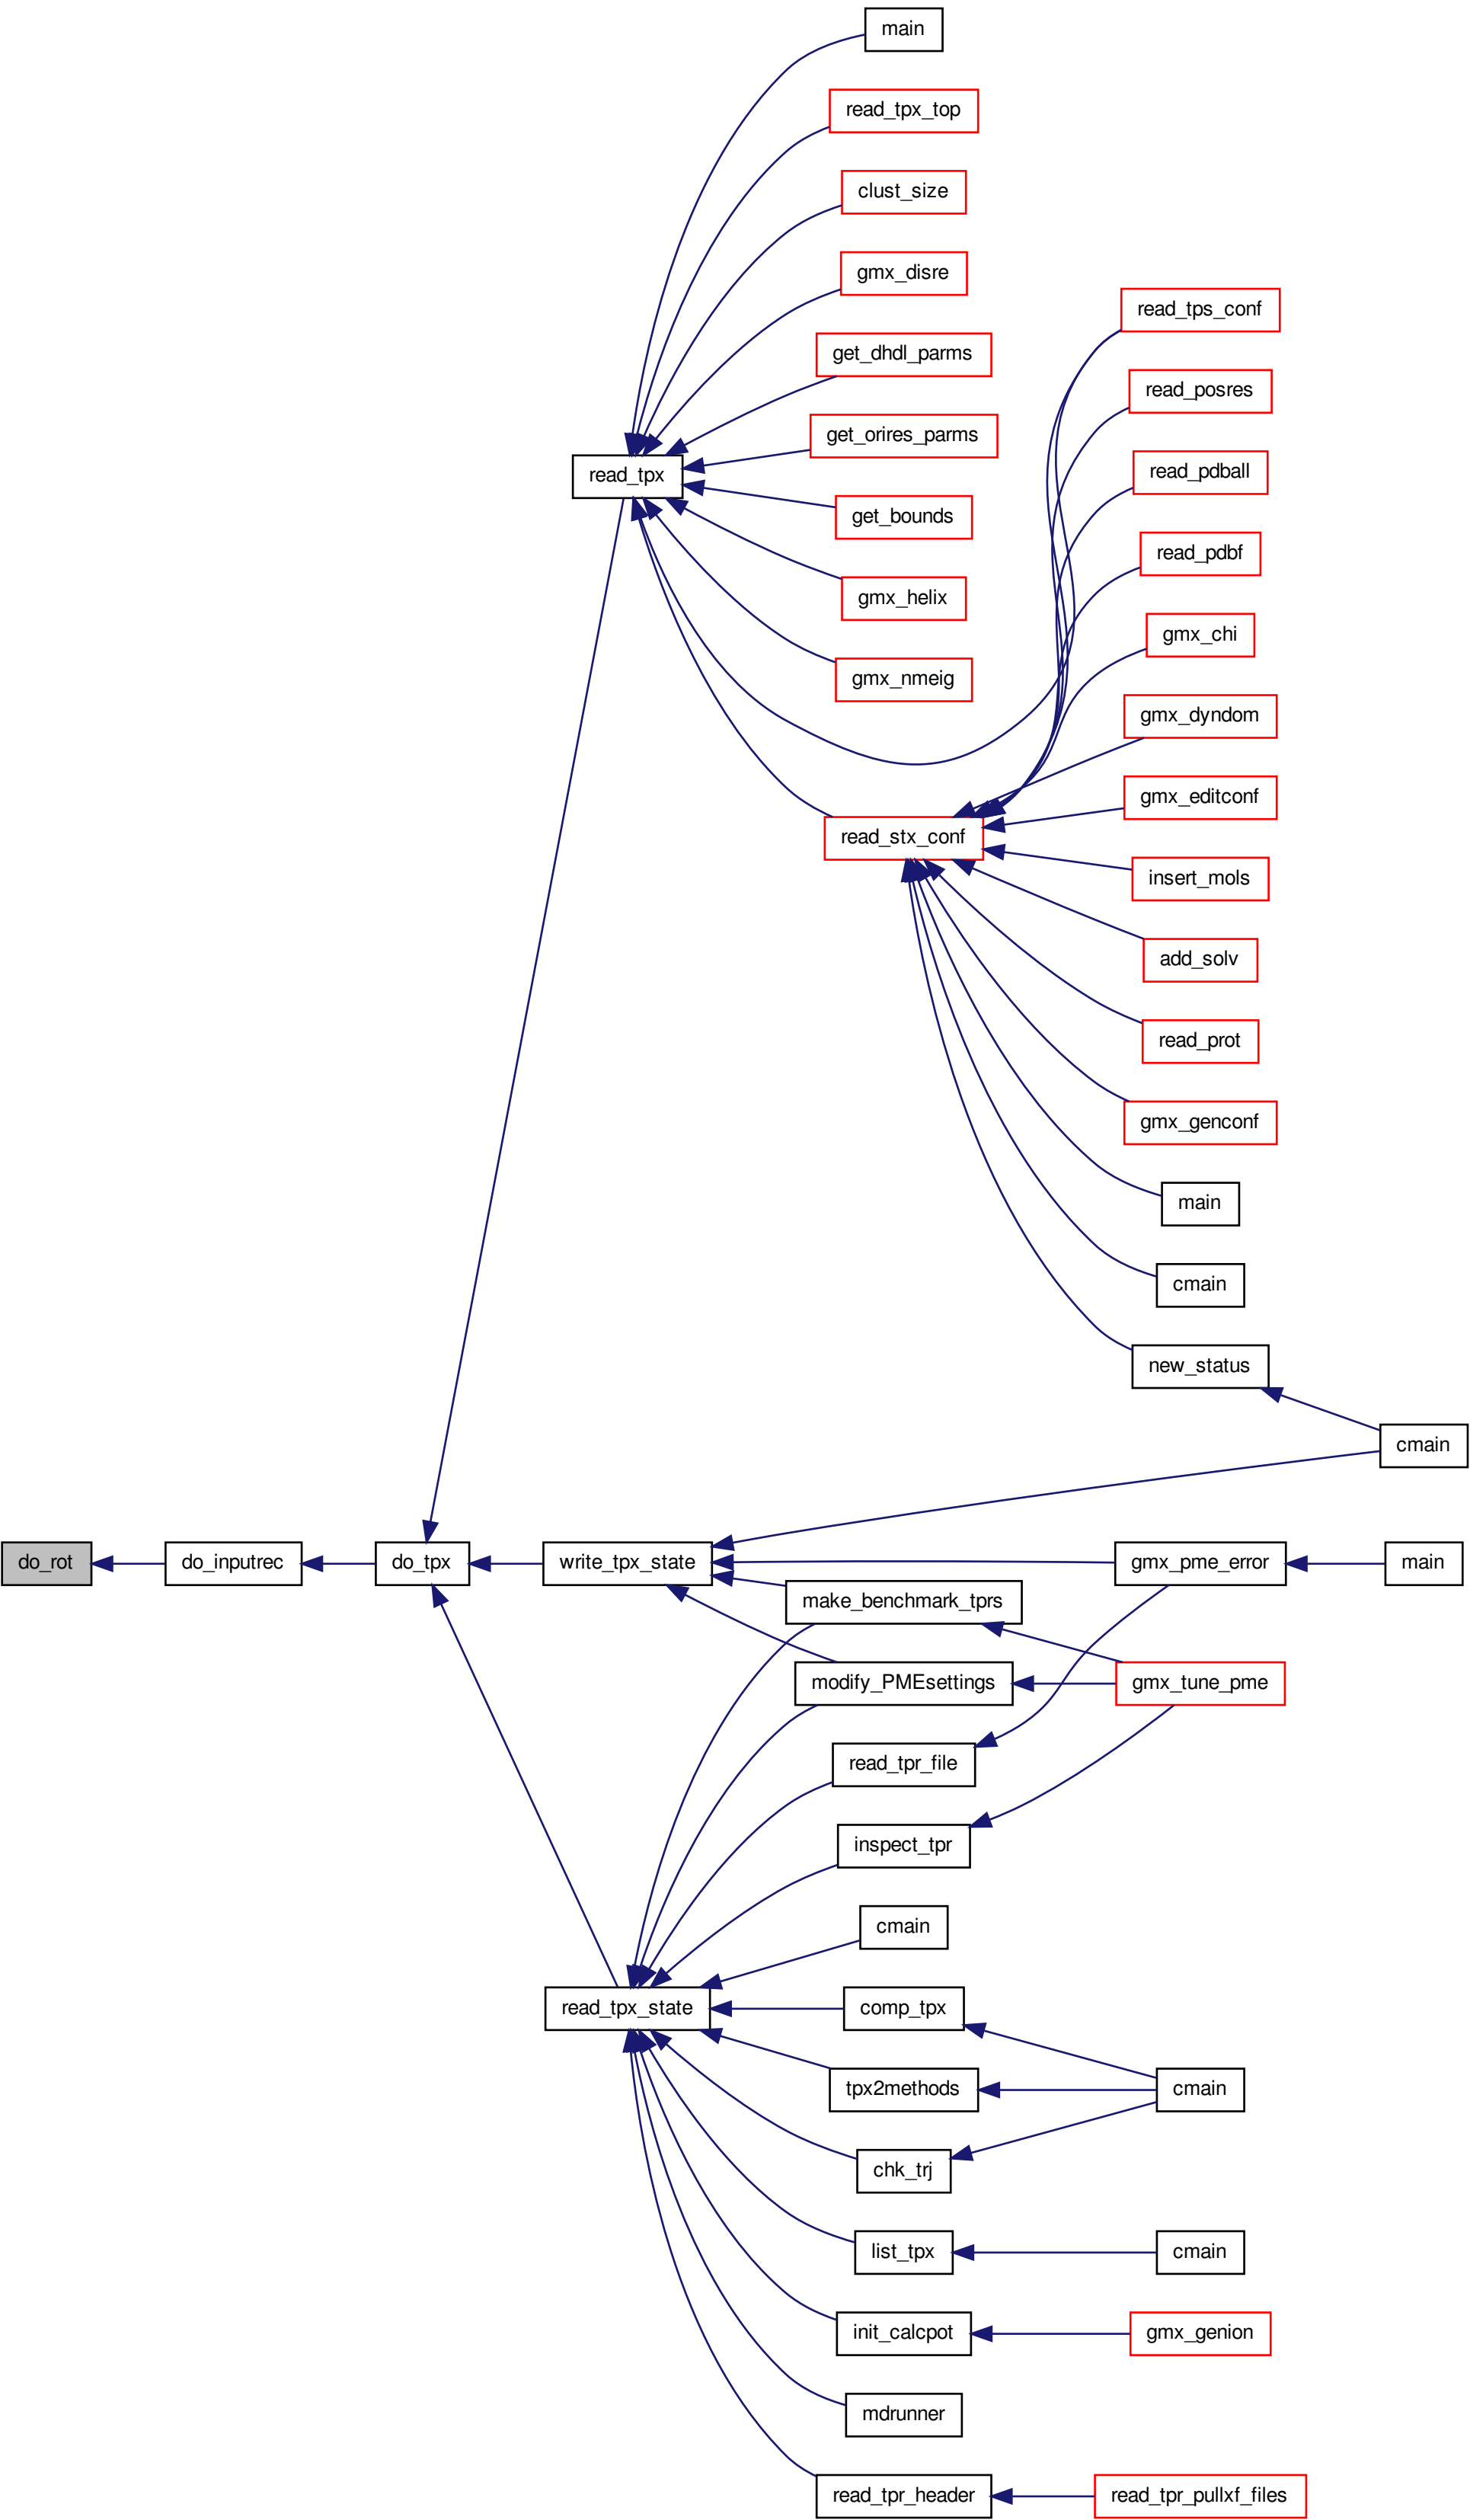 main
read_tpx_top
clust_size
gmx_disre
read_tps_conf
get_dhdl_parms
read_posres
get_orires_parms
read_tpx
read_pdball
get_bounds
read_pdbf
gmx_helix
gmx_chi
gmx_nmeig
gmx_dyndom
gmx_editconf
read_stx_conf
insert_mols
add_solv
read_prot
gmx_genconf
main
cmain
new_status
cmain
do_rot
do_inputrec
do_tpx
write_tpx_state
gmx_pme_error
main
make_benchmark_tprs
modify_PMEsettings
gmx_tune_pme
read_tpr_file
inspect_tpr
cmain
read_tpx_state
comp_tpx
tpx2methods
cmain
chk_trj
list_tpx
cmain
init_calcpot
gmx_genion
mdrunner
read_tpr_header
read_tpr_pullxf_files